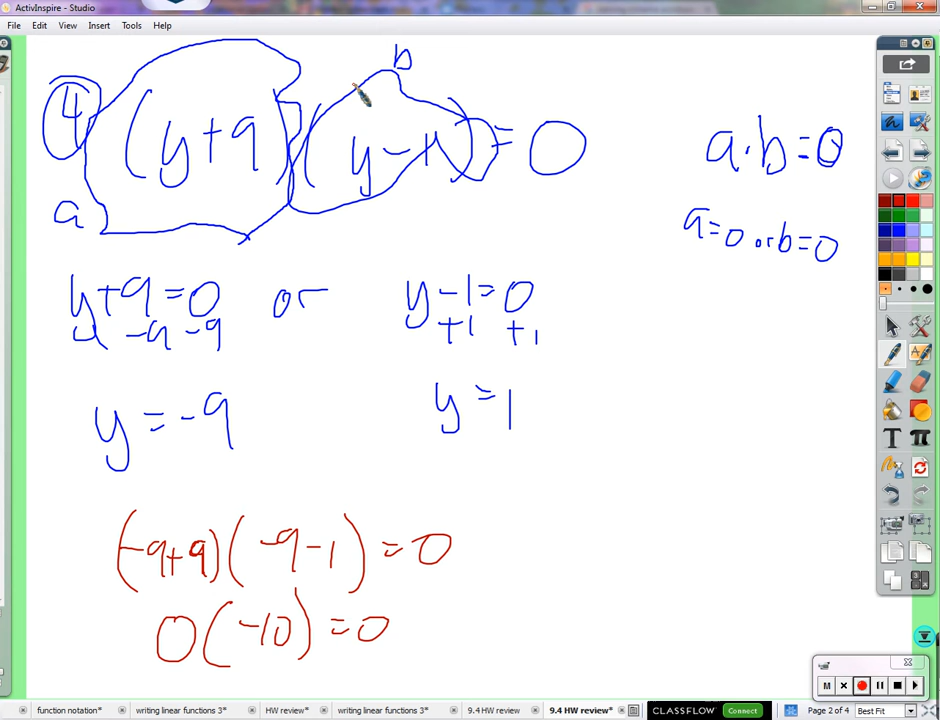 ActivInspire - Studio
File Edit View Insert Tools Help
b
④ (y+9)(y-1)=0
a
a·b=0
a=0 or b=0
y+9=0 or y-1=0
-9 -9 +1 +1
y=-9 y=1
(-9+9)(-9-1)=0
0(-10)=0
function notation* writing linear functions 3* HW review* writing linear functions 3* 9.4 HW review 9.4 HW review* CLASSFLOW Connect Page 2 of 4 Best Fit